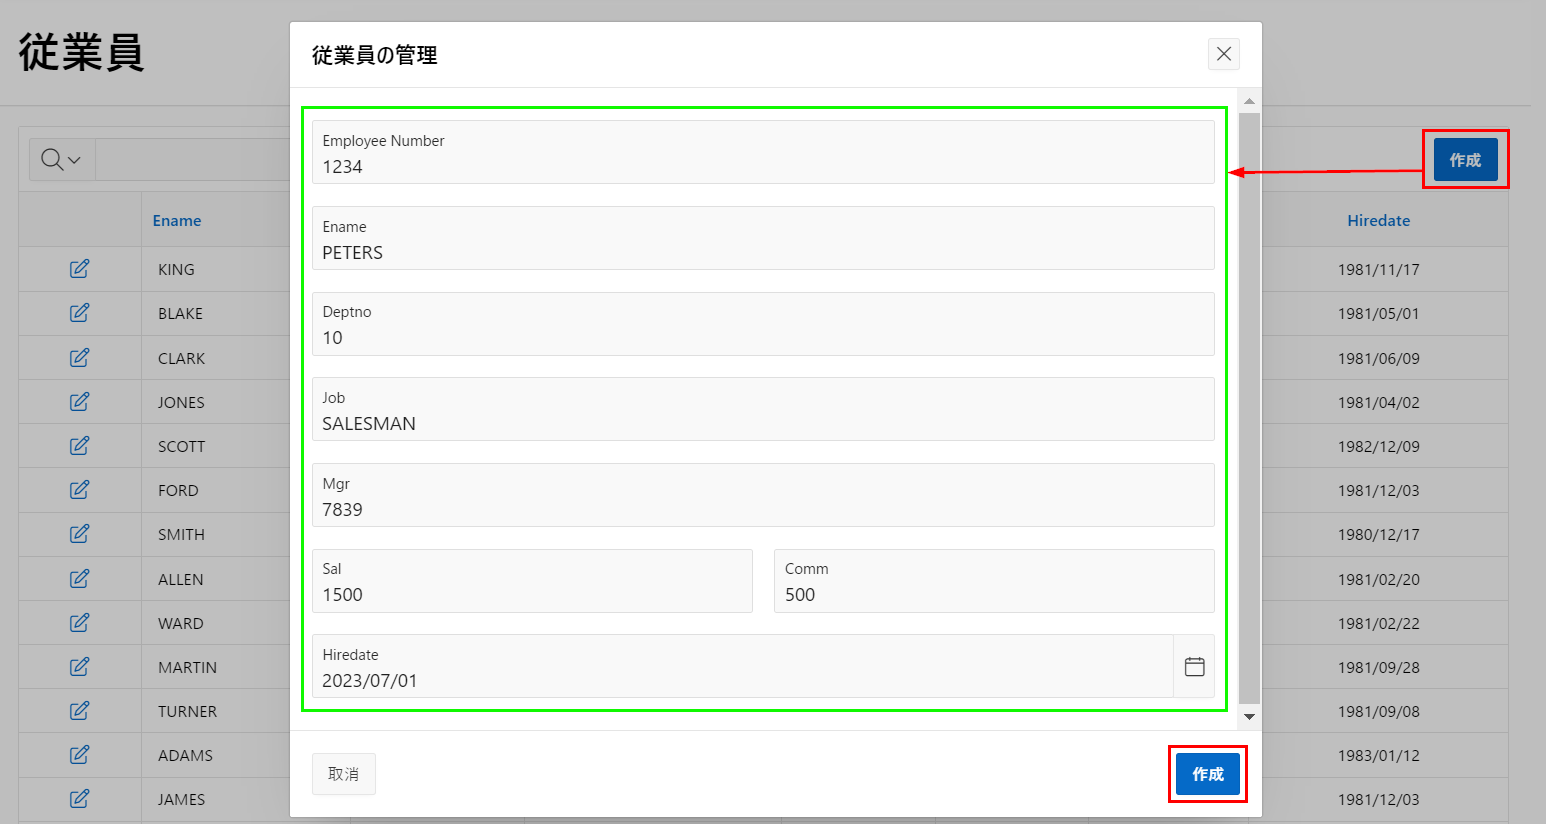 従業員
従業員の管理
Employee Number
1234
作成
Ename
PETERS
Ename
Hiredate
KING
1981/11/17
BLAKE
1981/05/01
Deptno
10
CLARK
1981/06/09
JONES
1981/04/02
Job
SALESMAN
SCOTT
1982/12/09
Mgr
7839
FORD
1981/12/03
SMITH
1980/12/17
Sal
1500
Comm
500
ALLEN
1981/02/20
WARD
1981/02/22
Hiredate
2023/07/01
MARTIN
1981/09/28
TURNER
1981/09/08
ADAMS
1983/01/12
取消
作成
JAMES
1981/12/03